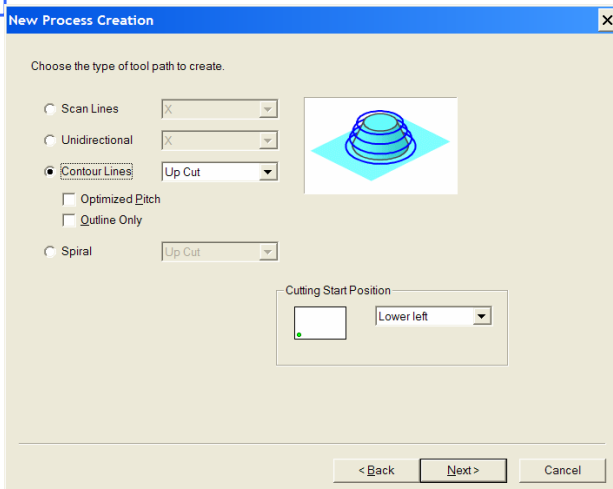 New Process Creation
Choose the type of tool path to create.
Scan Lines X
Unidirectional X
Contour Lines Up Cut
Optimized Pitch
Outline Only
Spiral Up Cut
Cutting Start Position
Lower left
< Back Next > Cancel